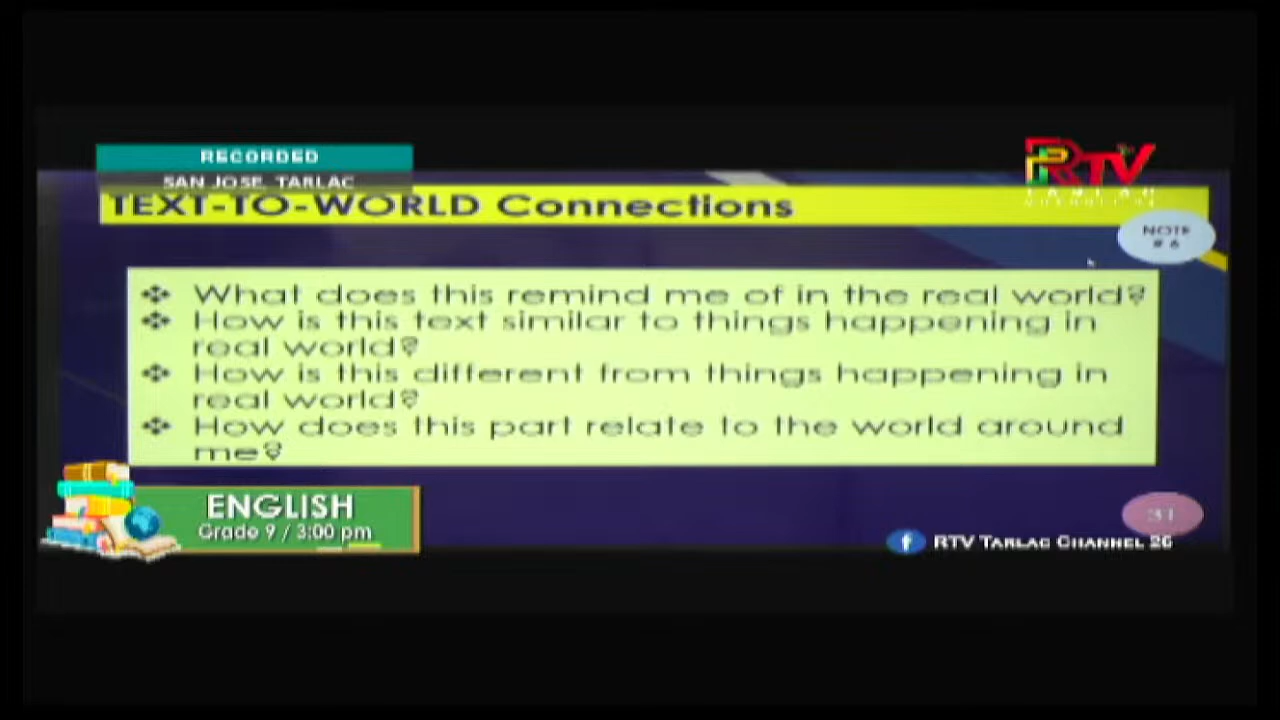 RECORDED
SAN JOSE, TARLAC
RTV
TEXT-TO-WORLD Connections
NOTE
# 6
What does this remind me of in the real world?
How is this text similar to things happening in
real world?
How is this different from things happening in
real world?
How does this part relate to the world around
me?
ENGLISH
Grade 9 / 3:00 pm
31
RTV TARLAC CHANNEL 26